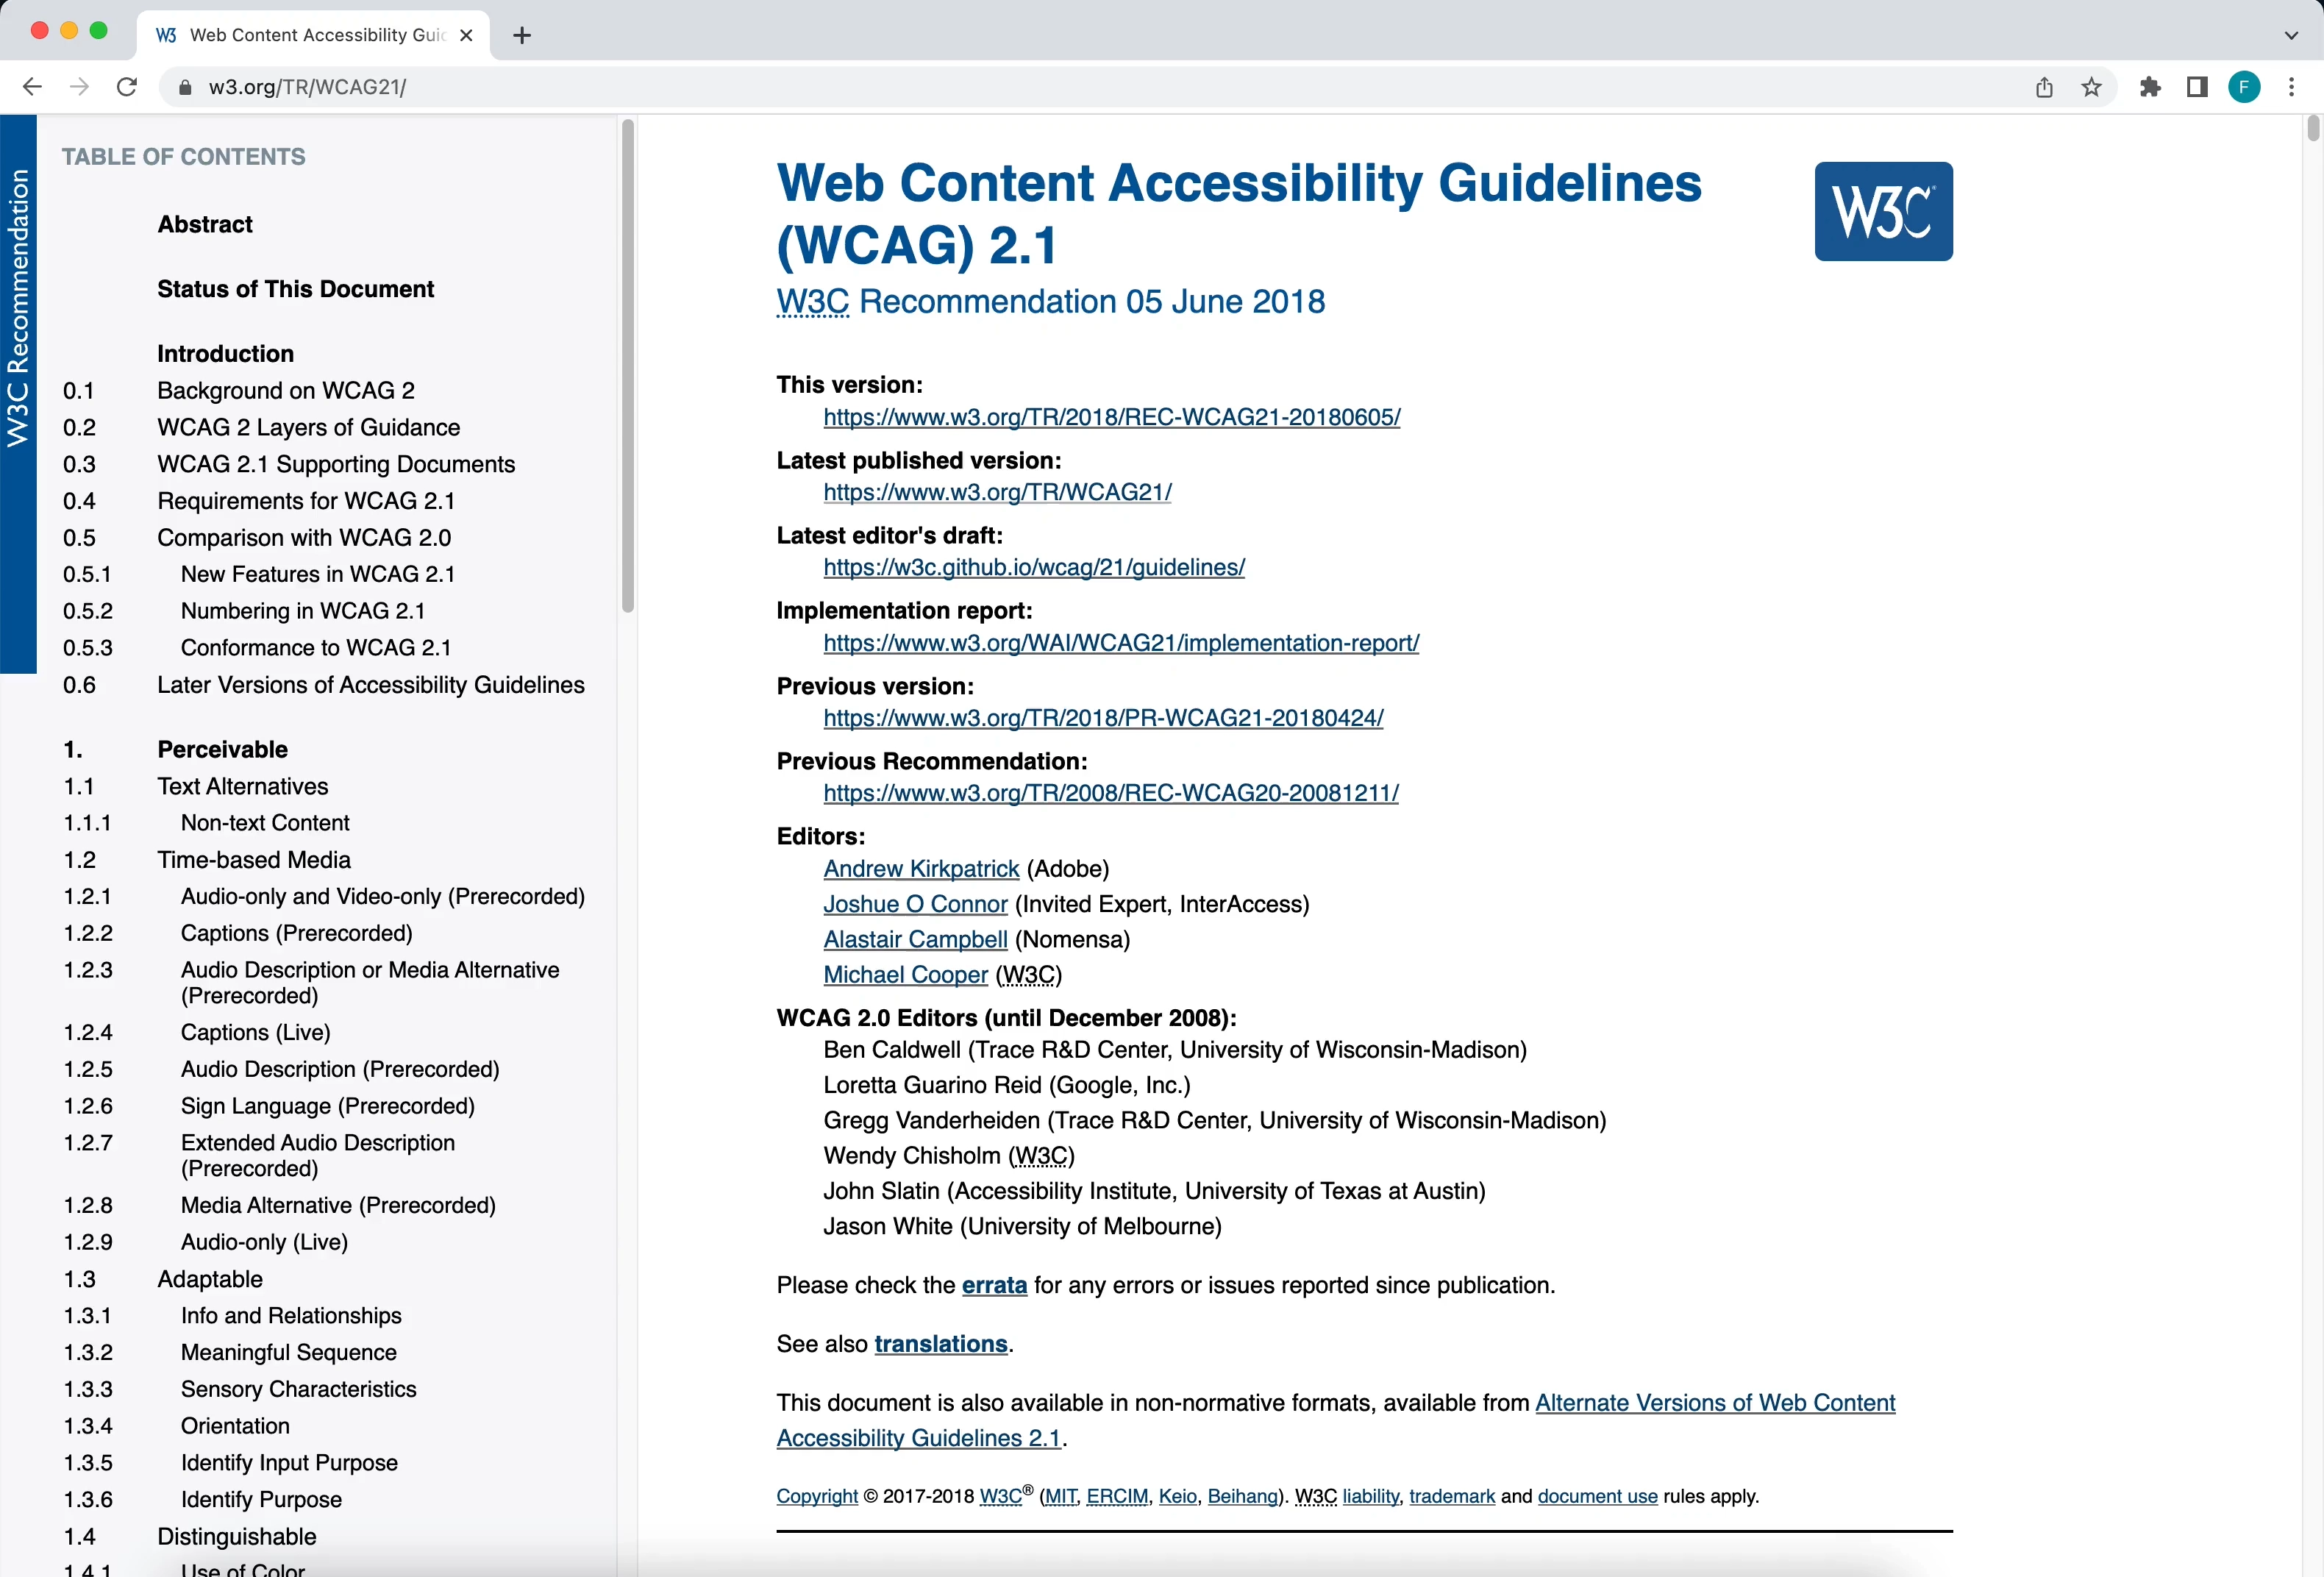 Web Content Accessibility Gui
w3.org/TR/WCAG21/
F
W3C Recommendation
TABLE OF CONTENTS
Abstract
Status of This Document
Introduction
0.1 Background on WCAG 2
0.2 WCAG 2 Layers of Guidance
0.3 WCAG 2.1 Supporting Documents
0.4 Requirements for WCAG 2.1
0.5 Comparison with WCAG 2.0
0.5.1 New Features in WCAG 2.1
0.5.2 Numbering in WCAG 2.1
0.5.3 Conformance to WCAG 2.1
0.6 Later Versions of Accessibility Guidelines
1. Perceivable
1.1 Text Alternatives
1.1.1 Non-text Content
1.2 Time-based Media
1.2.1 Audio-only and Video-only (Prerecorded)
1.2.2 Captions (Prerecorded)
1.2.3 Audio Description or Media Alternative
(Prerecorded)
1.2.4 Captions (Live)
1.2.5 Audio Description (Prerecorded)
1.2.6 Sign Language (Prerecorded)
1.2.7 Extended Audio Description
(Prerecorded)
1.2.8 Media Alternative (Prerecorded)
1.2.9 Audio-only (Live)
1.3 Adaptable
1.3.1 Info and Relationships
1.3.2 Meaningful Sequence
1.3.3 Sensory Characteristics
1.3.4 Orientation
1.3.5 Identify Input Purpose
1.3.6 Identify Purpose
1.4 Distinguishable
1.4.1 Use of Color
Web Content Accessibility Guidelines
(WCAG) 2.1
W3C Recommendation 05 June 2018
W3C®
This version:
https://www.w3.org/TR/2018/REC-WCAG21-20180605/
Latest published version:
https://www.w3.org/TR/WCAG21/
Latest editor's draft:
https://w3c.github.io/wcag/21/guidelines/
Implementation report:
https://www.w3.org/WAI/WCAG21/implementation-report/
Previous version:
https://www.w3.org/TR/2018/PR-WCAG21-20180424/
Previous Recommendation:
https://www.w3.org/TR/2008/REC-WCAG20-20081211/
Editors:
Andrew Kirkpatrick (Adobe)
Joshue O Connor (Invited Expert, InterAccess)
Alastair Campbell (Nomensa)
Michael Cooper (W3C)
WCAG 2.0 Editors (until December 2008):
Ben Caldwell (Trace R&D Center, University of Wisconsin-Madison)
Loretta Guarino Reid (Google, Inc.)
Gregg Vanderheiden (Trace R&D Center, University of Wisconsin-Madison)
Wendy Chisholm (W3C)
John Slatin (Accessibility Institute, University of Texas at Austin)
Jason White (University of Melbourne)
Please check the errata for any errors or issues reported since publication.
See also translations.
This document is also available in non-normative formats, available from Alternate Versions of Web Content
Accessibility Guidelines 2.1.
Copyright © 2017-2018 W3C® (MIT, ERCIM, Keio, Beihang). W3C liability, trademark and document use rules apply.